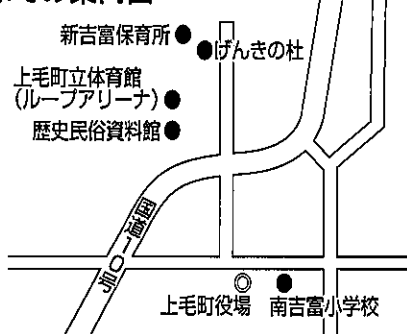 新吉富保育所
げんきの杜
上毛町立体育館
(ループアリーナ)
歴史民俗資料館
国道10号
上毛町役場
南吉富小学校